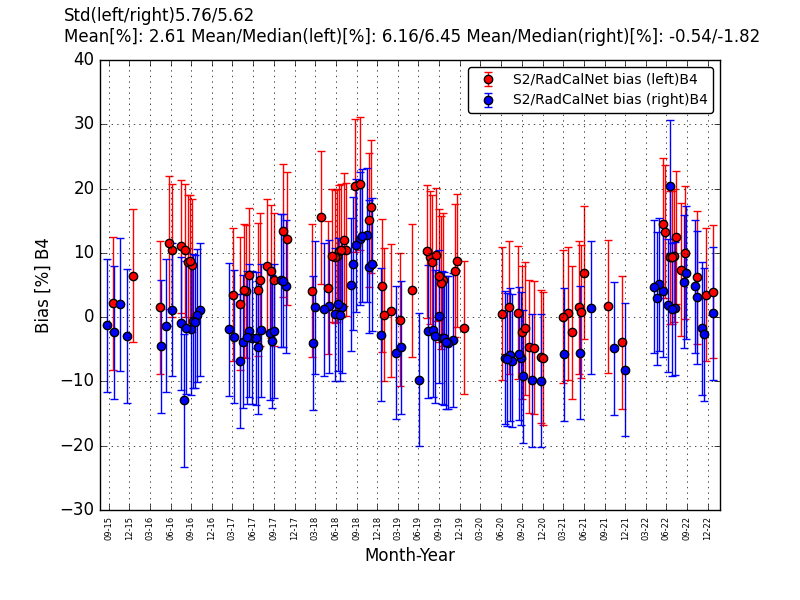 Std(left/right)5.76/5.62
Mean[%]: 2.61 Mean/Median(left)[%]: 6.16/6.45 Mean/Median(right)[%]: -0.54/-1.82
S2/RadCalNet bias (left)B4
S2/RadCalNet bias (right)B4
Bias [%] B4
40
30
20
10
0
−10
−20
−30
09-15 12-15 03-16 06-16 09-16 12-16 03-17 06-17 09-17 12-17 03-18 06-18 09-18 12-18 03-19 06-19 09-19 12-19 03-20 06-20 09-20 12-20 03-21 06-21 09-21 12-21 03-22 06-22 09-22 12-22
Month-Year